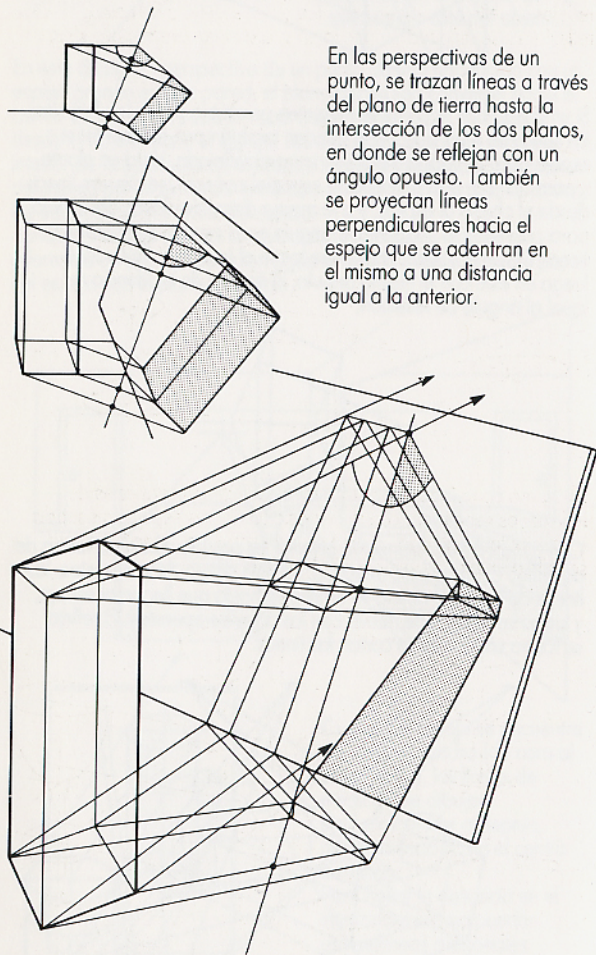 En las perspectivas de un
punto, se trazan líneas a través
del plano de tierra hasta la
intersección de los dos planos,
en donde se reflejan con un
ángulo opuesto. También
se proyectan líneas
perpendiculares hacia el
espejo que se adentran en
el mismo a una distancia
igual a la anterior.